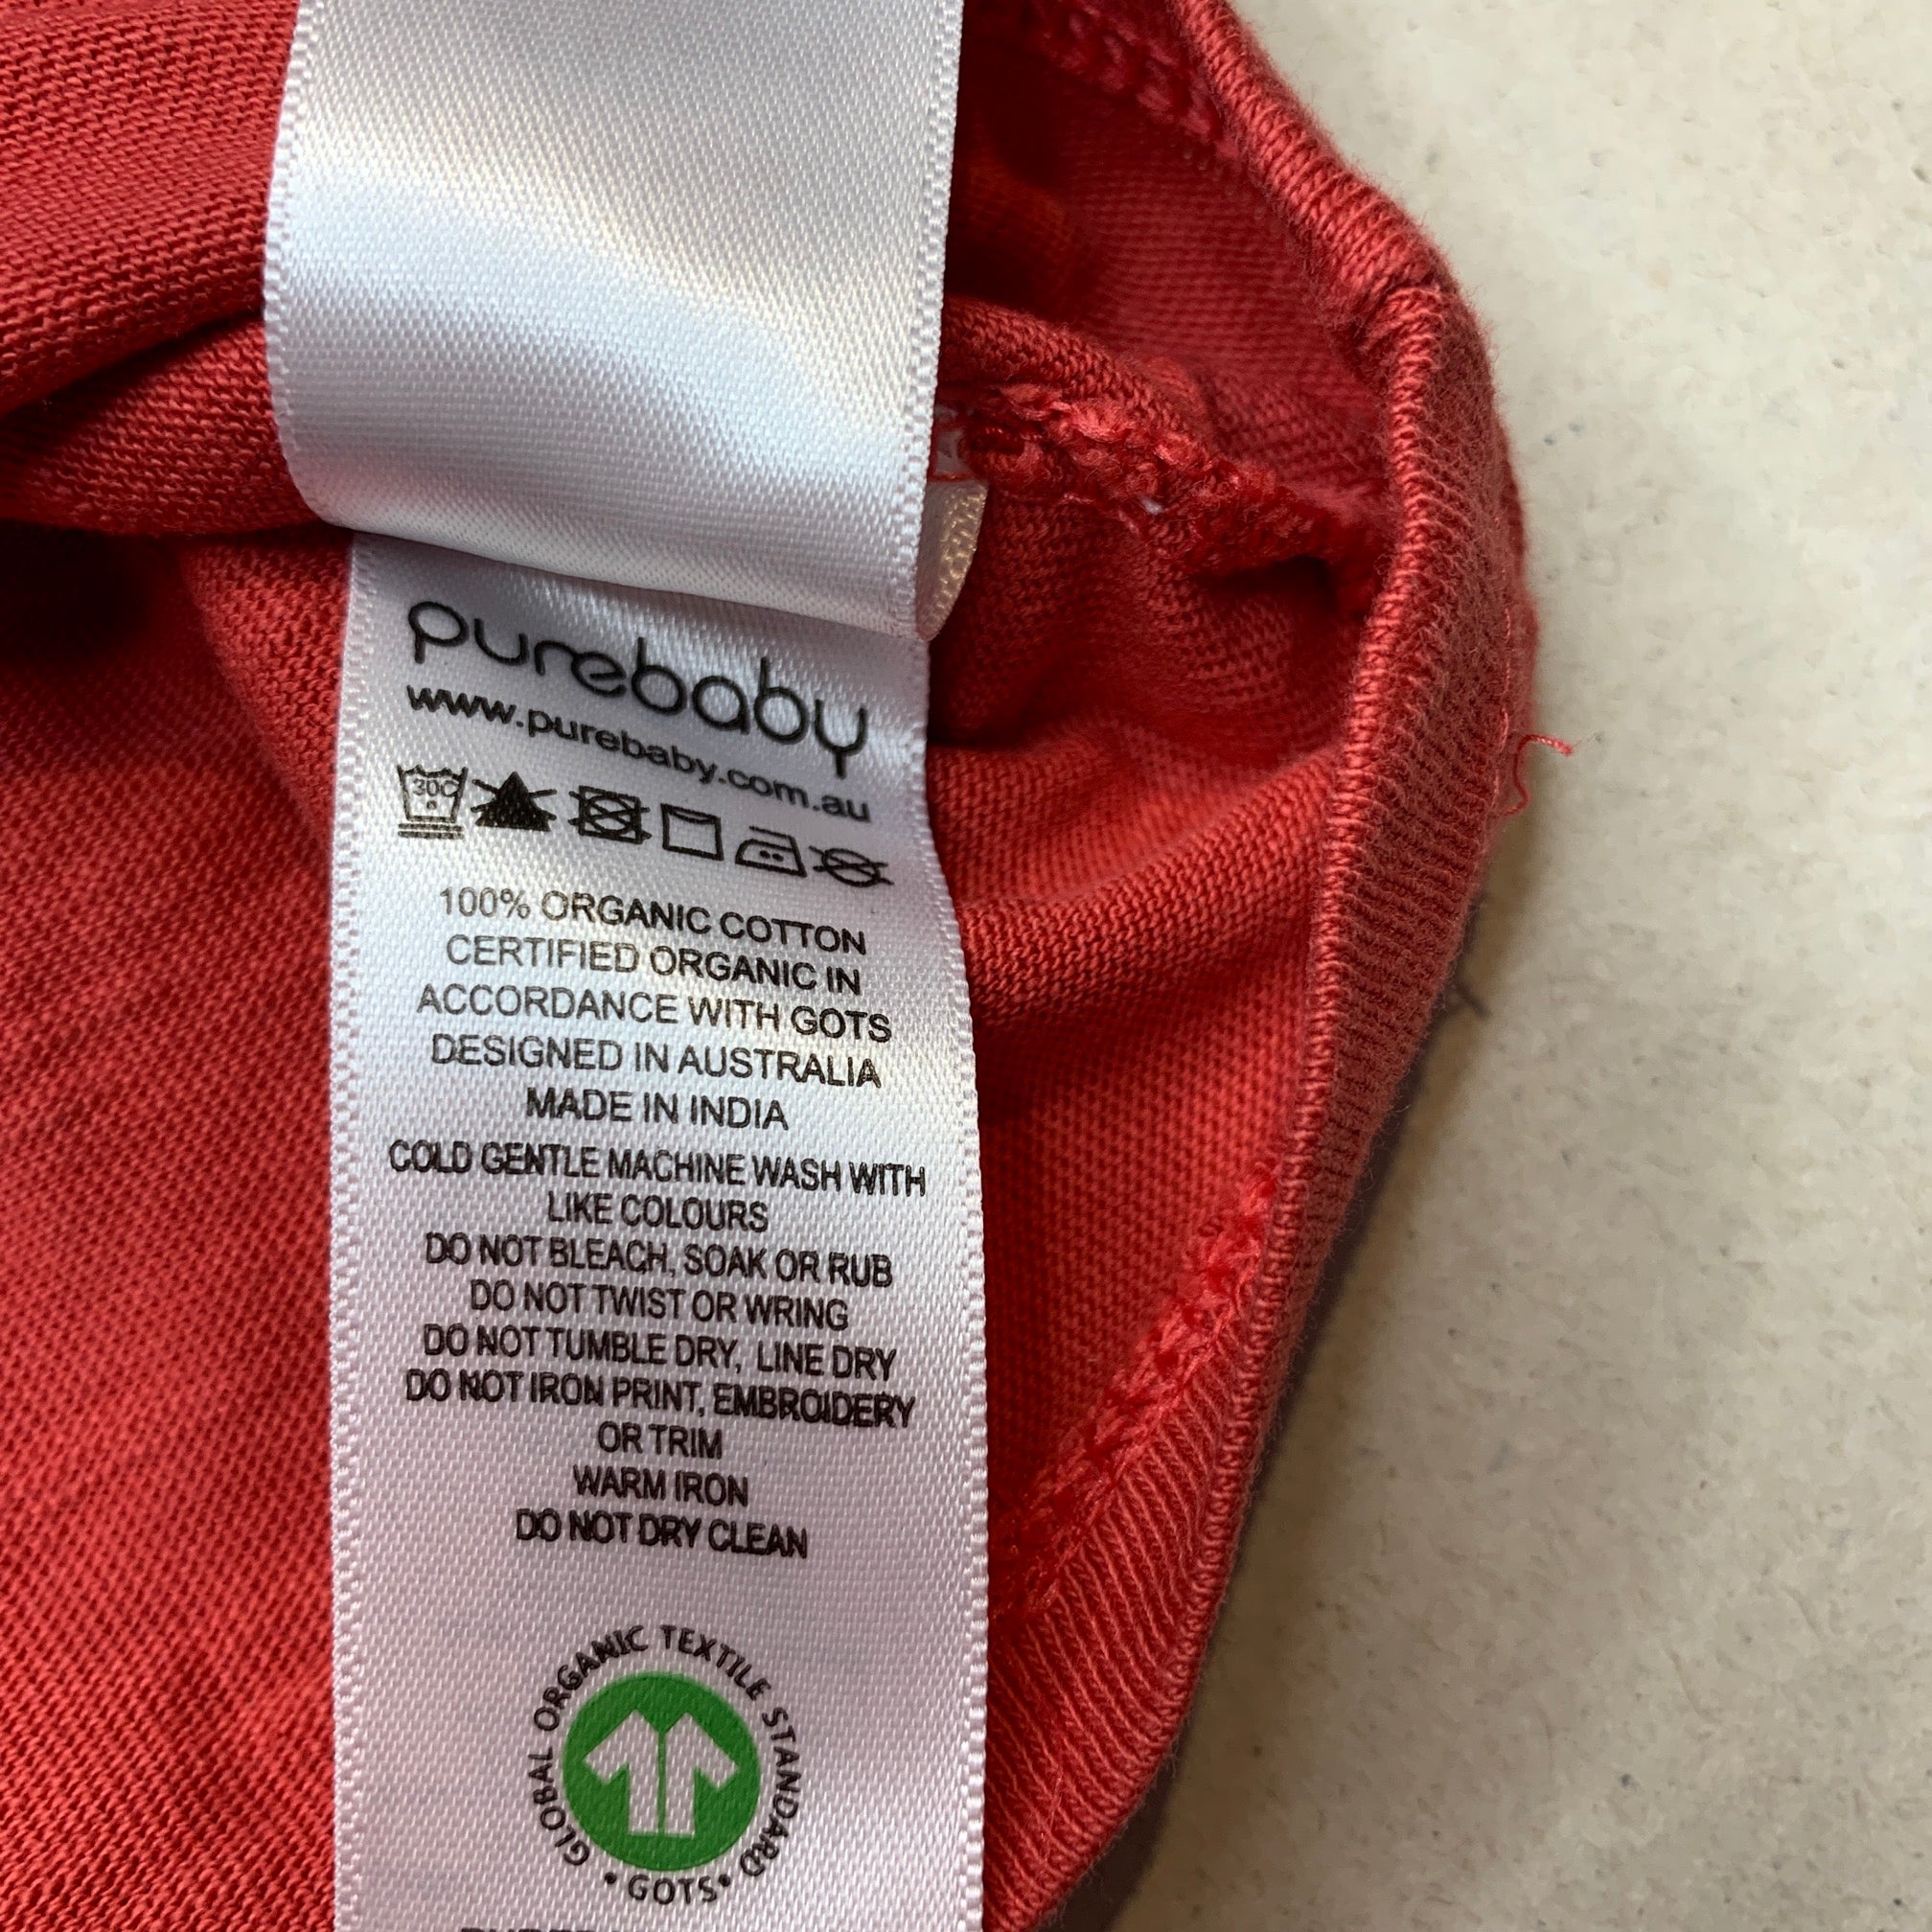 purebaby
www.purebaby.com.au
30C
100% ORGANIC COTTON
CERTIFIED ORGANIC IN
ACCORDANCE WITH GOTS
DESIGNED IN AUSTRALIA
MADE IN INDIA
COLD GENTLE MACHINE WASH WITH
LIKE COLOURS
DO NOT BLEACH, SOAK OR RUB
DO NOT TWIST OR WRING
DO NOT TUMBLE DRY, LINE DRY
DO NOT IRON PRINT, EMBROIDERY
OR TRIM
WARM IRON
DO NOT DRY CLEAN
GLOBAL ORGANIC TEXTILE STANDARD • GOTS •